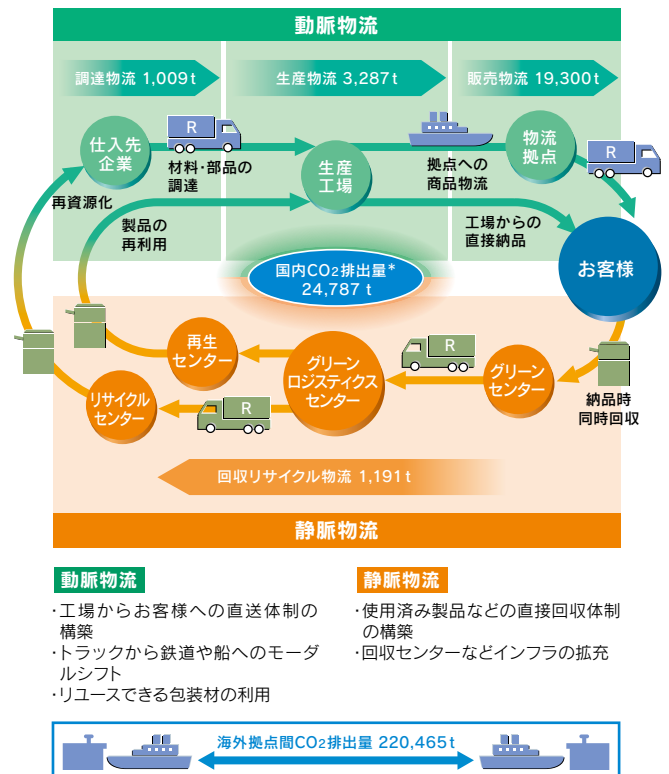 動脈物流
調達物流 1,009t
生産物流 3,287t
販売物流 19,300t
R
仕入先
企業
材料・部品の
調達
生産
工場
拠点への
商品物流
物流
拠点
R
再資源化
製品の
再利用
工場からの
直接納品
お客様
国内CO2排出量*
24,787 t
再生
センター
グリーン
ロジスティクス
センター
R
グリーン
センター
リサイクル
センター
R
納品時
同時回収
回収リサイクル物流 1,191t
静脈物流
動脈物流
・工場からお客様への直送体制の
構築
・トラックから鉄道や船へのモーダ
ルシフト
・リユースできる包装材の利用
静脈物流
・使用済み製品などの直接回収体制
の構築
・回収センターなどインフラの拡充
海外拠点間CO2排出量 220,465t